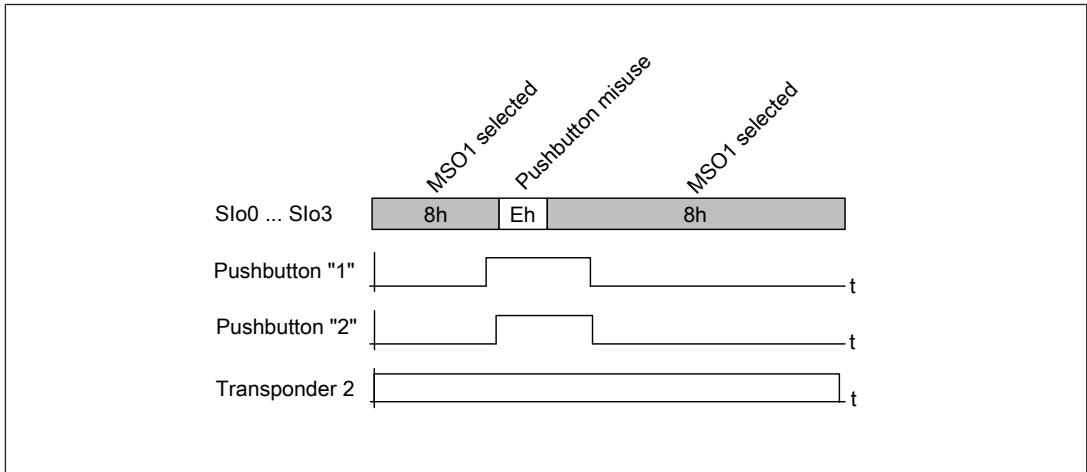 MSO1 selected
Pushbutton misuse
MSO1 selected
SIo0 ... SIo3
8h
Eh
8h
Pushbutton "1"
t
Pushbutton "2"
t
Transponder 2
t